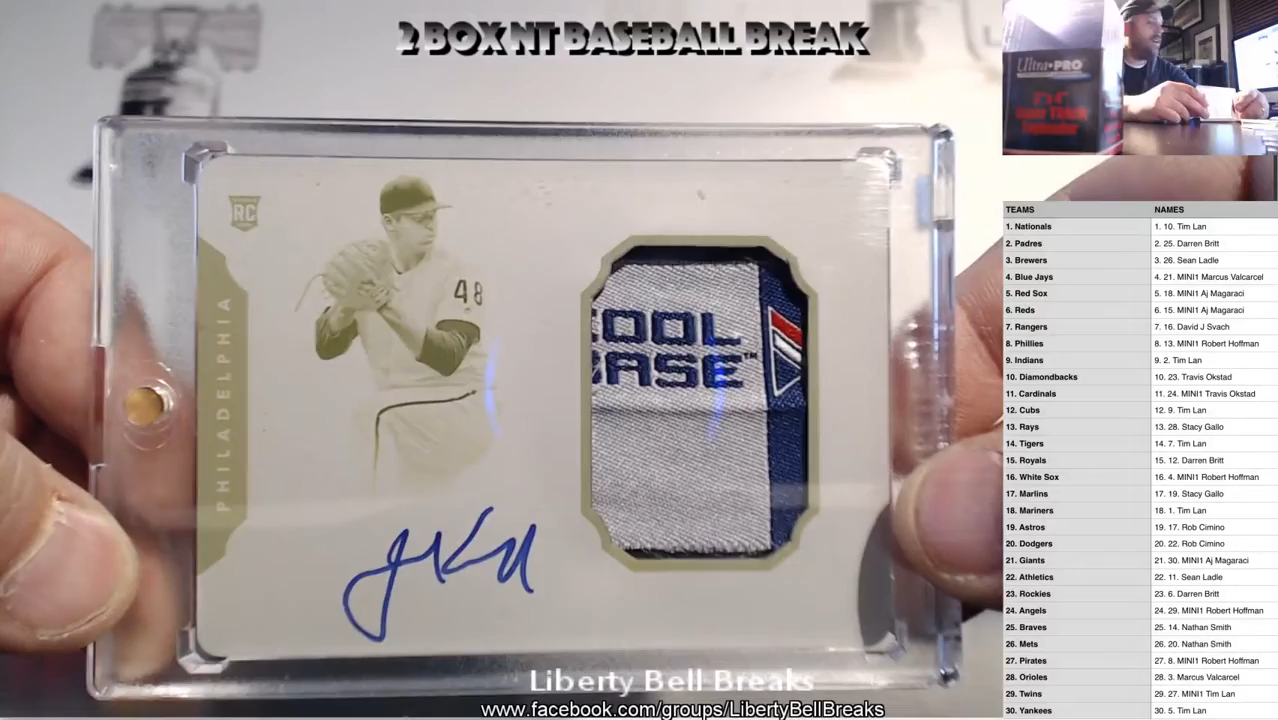 2 BOX NT BASEBALL BREAK
Ultra•PRO
RC
48
PHILADELPHIA
COOL
BASE™
Liberty Bell Breaks
www.facebook.com/groups/LibertyBellBreaks
TEAMS NAMES
1. Nationals 1. 10. Tim Lan
2. Padres 2. 25. Darren Britt
3. Brewers 3. 26. Sean Ladle
4. Blue Jays 4. 21. MINI1 Marcus Valcarcel
5. Red Sox 5. 18. MINI1 Aj Magaraci
6. Reds 6. 15. MINI1 Aj Magaraci
7. Rangers 7. 16. David J Svach
8. Phillies 8. 13. MINI1 Robert Hoffman
9. Indians 9. 2. Tim Lan
10. Diamondbacks 10. 23. Travis Okstad
11. Cardinals 11. 24. MINI1 Travis Okstad
12. Cubs 12. 9. Tim Lan
13. Rays 13. 28. Stacy Gallo
14. Tigers 14. 7. Tim Lan
15. Royals 15. 12. Darren Britt
16. White Sox 16. 4. MINI1 Robert Hoffman
17. Marlins 17. 19. Stacy Gallo
18. Mariners 18. 1. Tim Lan
19. Astros 19. 17. Rob Cimino
20. Dodgers 20. 22. Rob Cimino
21. Giants 21. 30. MINI1 Aj Magaraci
22. Athletics 22. 11. Sean Ladle
23. Rockies 23. 6. Darren Britt
24. Angels 24. 29. MINI1 Robert Hoffman
25. Braves 25. 14. Nathan Smith
26. Mets 26. 20. Nathan Smith
27. Pirates 27. 8. MINI1 Robert Hoffman
28. Orioles 28. 3. Marcus Valcarcel
29. Twins 29. 27. MINI1 Tim Lan
30. Yankees 30. 5. Tim Lan